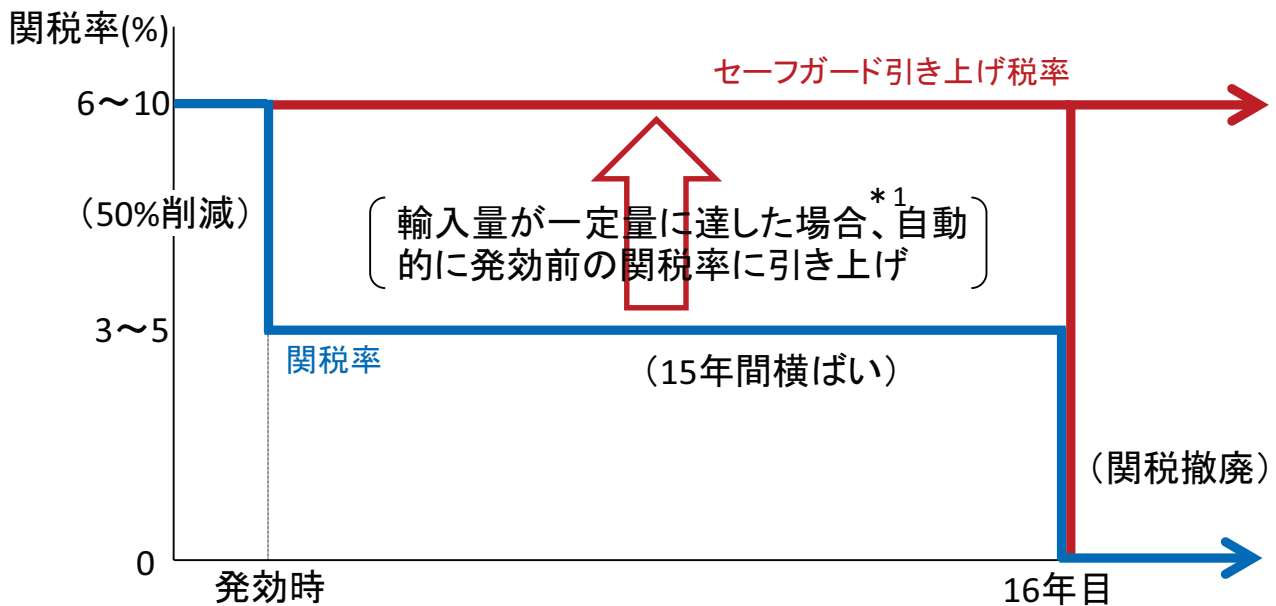 関税率(%)
セーフガード引き上げ税率
6～10
（50%削減）
輸入量が一定量に達した場合*1、自動
的に発効前の関税率に引き上げ
3～5
関税率
（15年間横ばい）
（関税撤廃）
0
発効時
16年目